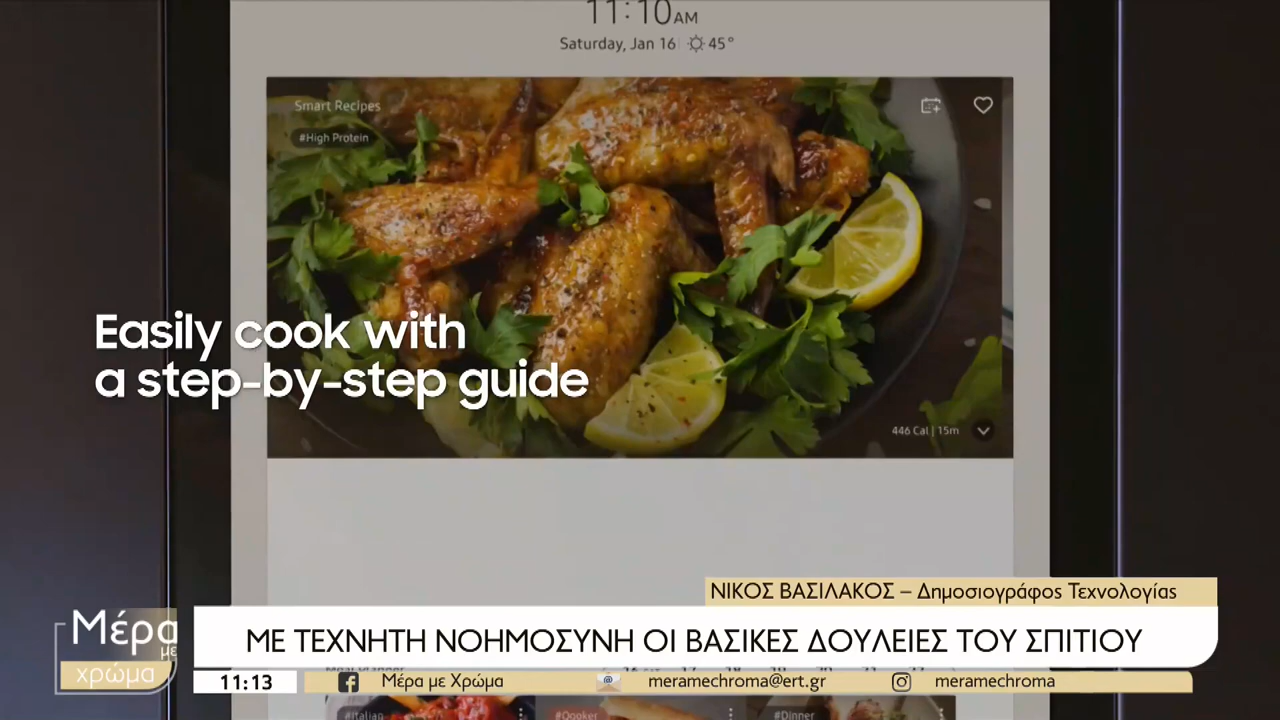 11:10AM
Saturday, Jan 16 45°
Smart Recipes
#High Protein
Easily cook with
a step-by-step guide
446 Cal | 15m
ΝΙΚΟΣ ΒΑΣΙΛΑΚΟΣ – Δημοσιογράφος Τεχνολογίας
Μέρα
με
χρώμα
ΜΕ ΤΕΧΝΗΤΗ ΝΟΗΜΟΣΥΝΗ ΟΙ ΒΑΣΙΚΕΣ ΔΟΥΛΕΙΕΣ ΤΟΥ ΣΠΙΤΙΟΥ
11:13
Μέρα με Χρώμα
meramechroma@ert.gr
meramechroma
#Italian
#Cooker
#Dinner